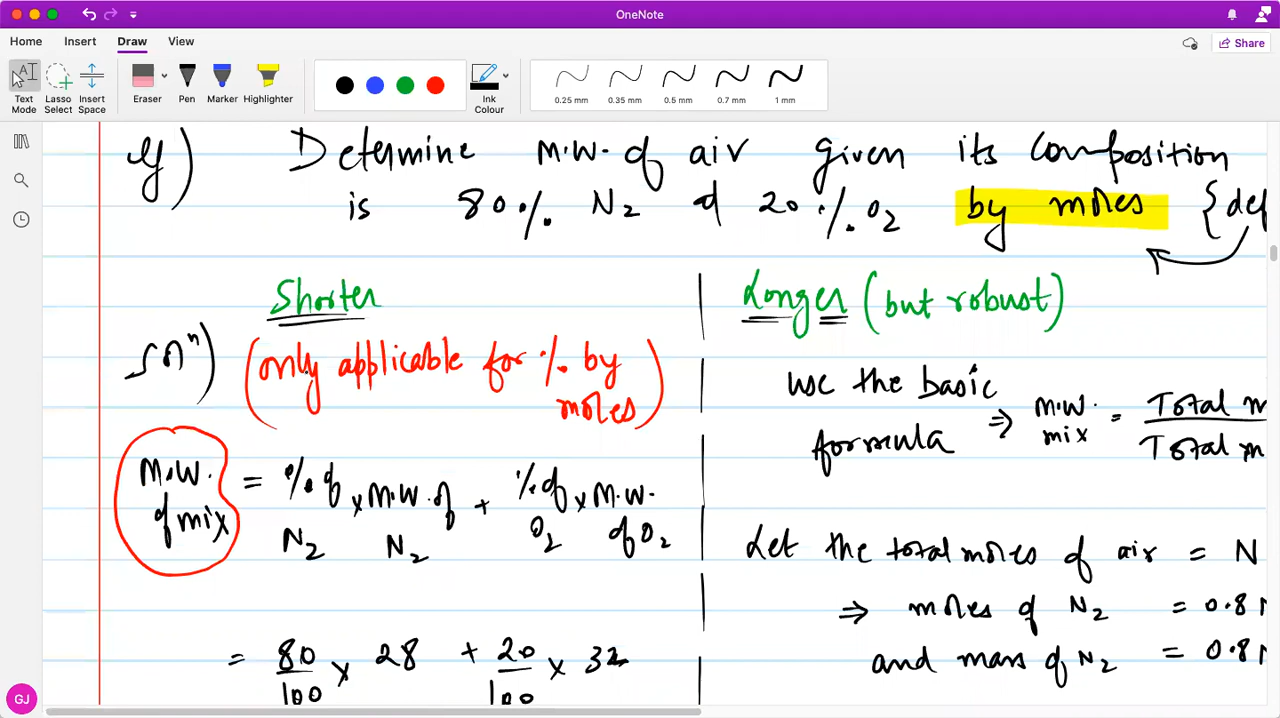 OneNote
Home Insert Draw View
Share
Text Mode
Lasso Select
Insert Space
Eraser
Pen
Marker
Highlighter
Ink Colour
0.25 mm
0.35 mm
0.5 mm
0.7 mm
1 mm
eg) Determine M.W. of air given its composition
is 80% N2 d 20% O2 by moles {def
Shorter
Soln) (only applicable for % by
moles)
M.W. of mix = % of N2 x M.W. of N2 + % of O2 x M.W. of O2
= 80/100 x 28 + 20/100 x 32
Longer (but robust)
use the basic
formula ⇒ M.W. mix = Total m
Total m
Let the total moles of air = N
⇒ moles of N2 = 0.8 N
and mass of N2 = 0.8 N
GJ